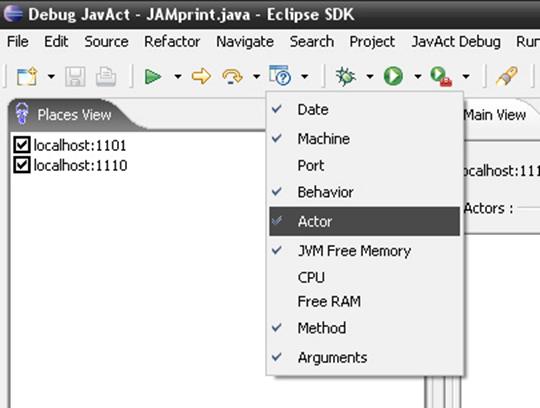 Debug JavAct - JAMprint.java - Eclipse SDK
File Edit Source Refactor Navigate Search Project JavAct Debug Run
Places View
Main View
localhost:1101
localhost:1110
Date
Machine
Port
Behavior
Actor
JVM Free Memory
CPU
Free RAM
Method
Arguments
ocalhost:111
Actors :